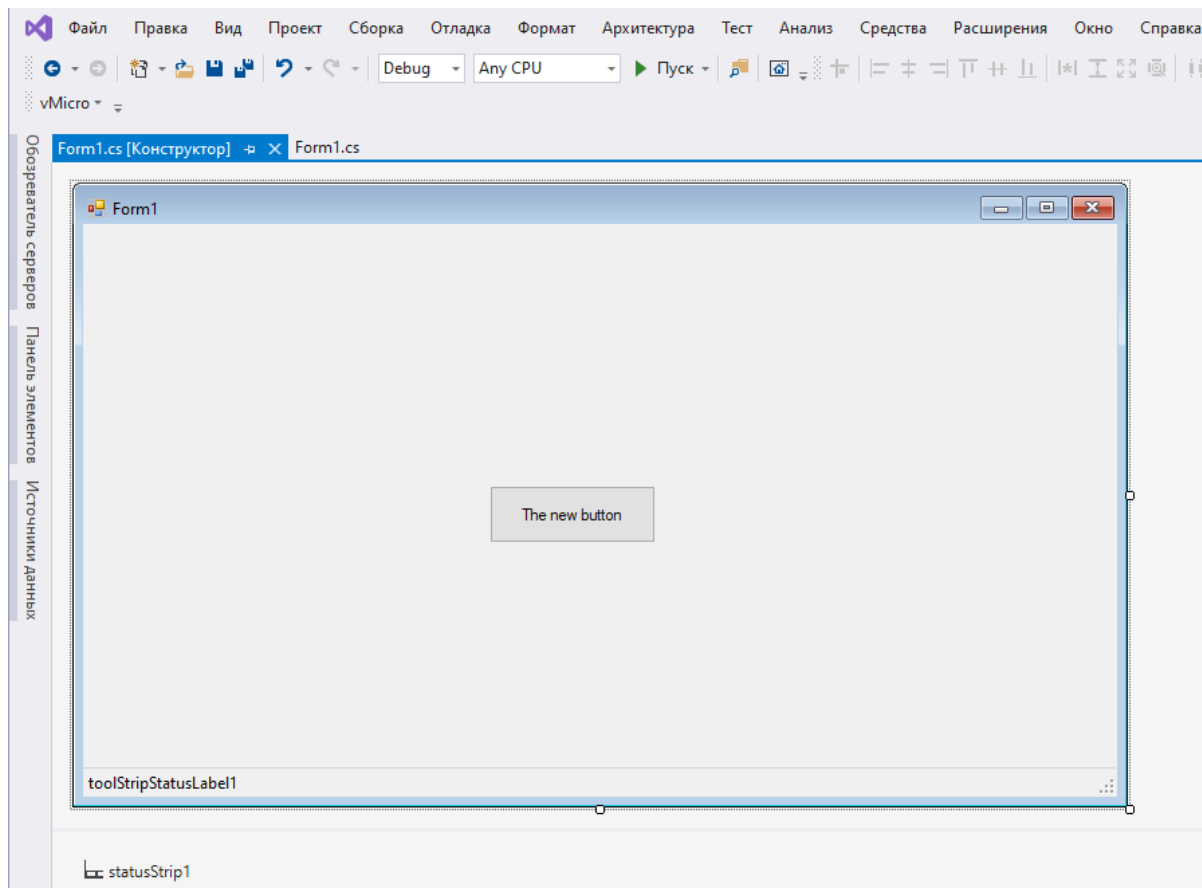 Файл Правка Вид Проект Сборка Отладка Формат Архитектура Тест Анализ Средства Расширения Окно Справка
Debug Any CPU Пуск
vMicro
Обозреватель серверов
Панель элементов
Источники данных
Form1.cs [Конструктор] Form1.cs
Form1
The new button
toolStripStatusLabel1
statusStrip1